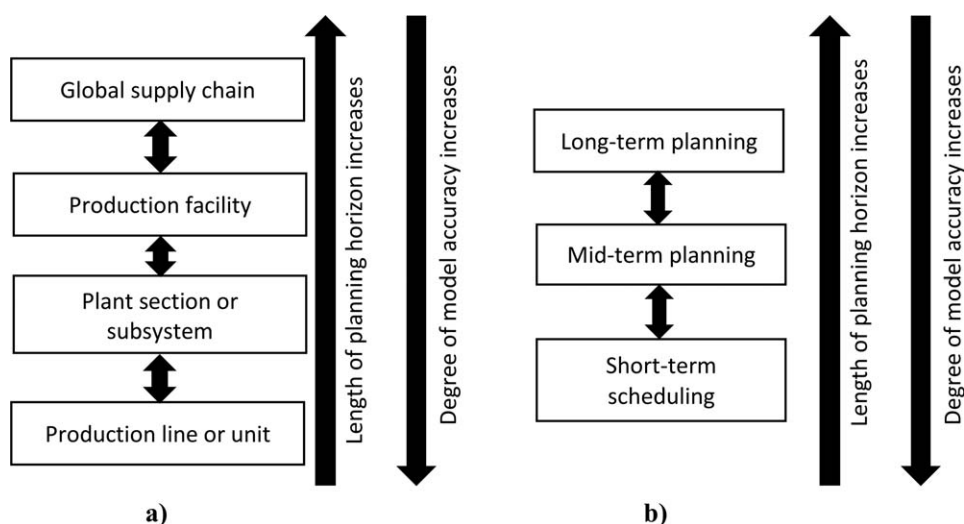 Global supply chain
Production facility
Plant section or
subsystem
Production line or unit
Length of planning horizon increases
Degree of model accuracy increases
a)
Long-term planning
Mid-term planning
Short-term
scheduling
Length of planning horizon increases
Degree of model accuracy increases
b)